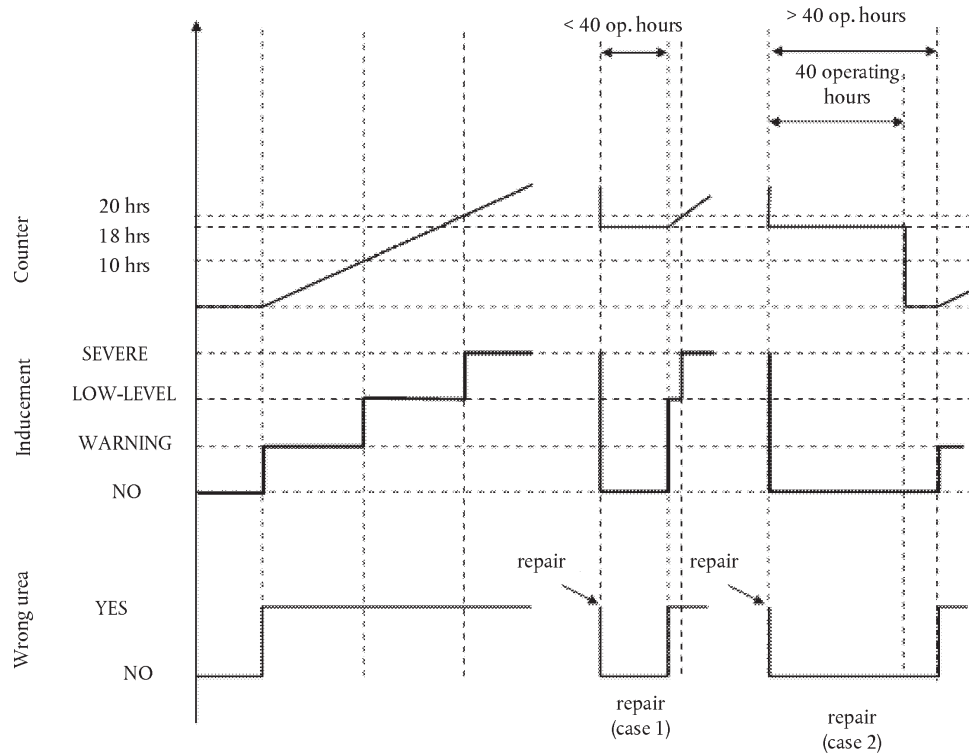 < 40 op. hours
> 40 op. hours
40 operating
hours
Counter
20 hrs
18 hrs
10 hrs
Inducement
SEVERE
LOW-LEVEL
WARNING
NO
Wrong urea
YES
NO
repair
repair
repair
(case 1)
repair
(case 2)